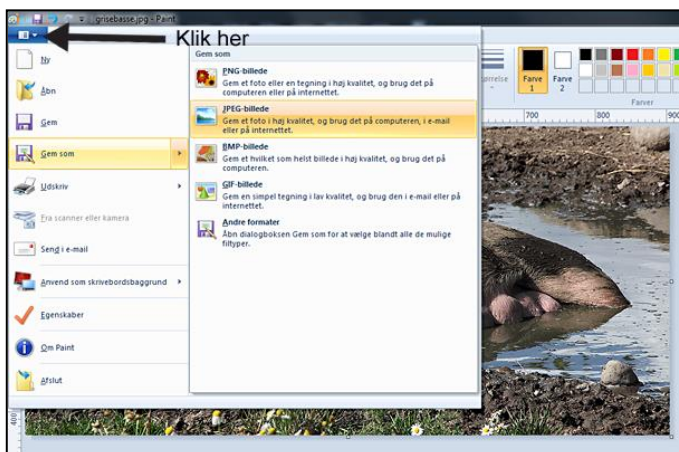 grisebasse.jpg - Paint
Klik her
Ny
Åbn
Gem
Gem som
Udskriv
Fra scanner eller kamera
Send i e-mail
Anvend som skrivebordsbaggrund
Egenskaber
Om Paint
Afslut
Gem som
PNG-billede
Gem et foto eller en tegning i høj kvalitet, og brug det på
computeren eller på internettet.
JPEG-billede
Gem et foto i høj kvalitet, og brug det på computeren, i e-mail
eller på internettet.
BMP-billede
Gem et hvilket som helst billede i høj kvalitet, og brug det på
computeren.
GIF-billede
Gem en simpel tegning i lav kvalitet, og brug den i e-mail eller på
internettet.
Andre formater
Åbn dialogboksen Gem som for at vælge blandt alle de mulige
filtyper.
Farve
1
Farve
2
Farver
700
800
900
400